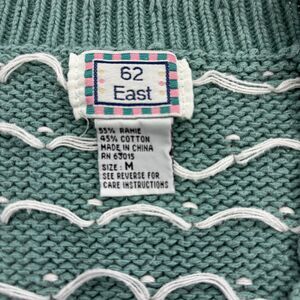 62
East
55% RAMIE
45% COTTON
MADE IN CHINA
RN 63015
SIZE: M
SEE REVERSE FOR
CARE INSTRUCTIONS